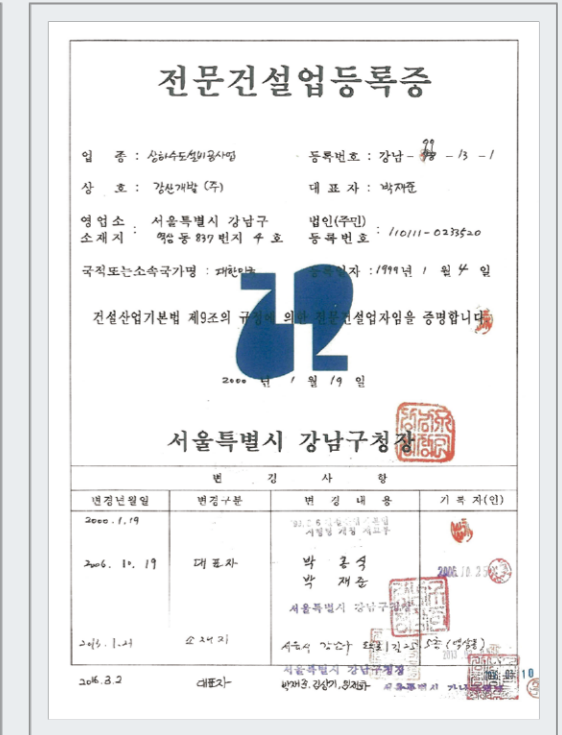 전문건설업등록증
업 종 : 상하수도설비공사업
등록번호 : 강남 - 99 - 13 - 1
상 호 : 강산개발 (주)
대 표 자 : 박재준
영업소 소재지 : 서울특별시 강남구 역삼동 837 번지 4 호
법인(주민)등록번호 : 110111-0233520
국적또는소속국가명 : 대한민국
등록일자 : 1999년 1 월 4 일
건설산업기본법 제9조의 규정에 의한 전문건설업자임을 증명합니다
2000 년 1 월 19 일
서울특별시 강남구청장
변 경 사 항
변경년월일 변경구분 변 경 내 용 기 록 자(인)
2000. 1. 19
2006. 10. 19 대표자 박 재준
2006.10.25
서울특별시 강남구청장
2013. 1. 21 소재지
서울특별시 강남구청장
2016. 3. 2 대표자